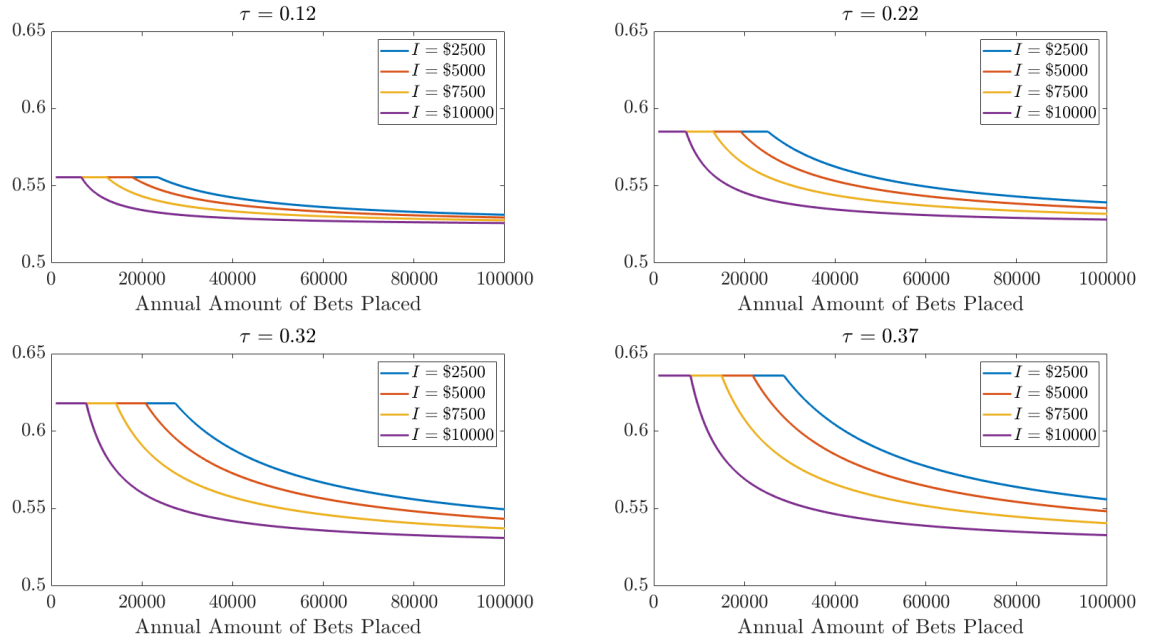 τ = 0.12
0.65
0.6
0.55
0.5
I = $2500
I = $5000
I = $7500
I = $10000
0 20000 40000 60000 80000 100000
Annual Amount of Bets Placed
τ = 0.22
0.65
0.6
0.55
0.5
I = $2500
I = $5000
I = $7500
I = $10000
0 20000 40000 60000 80000 100000
Annual Amount of Bets Placed
τ = 0.32
0.65
0.6
0.55
0.5
I = $2500
I = $5000
I = $7500
I = $10000
0 20000 40000 60000 80000 100000
Annual Amount of Bets Placed
τ = 0.37
0.65
0.6
0.55
0.5
I = $2500
I = $5000
I = $7500
I = $10000
0 20000 40000 60000 80000 100000
Annual Amount of Bets Placed